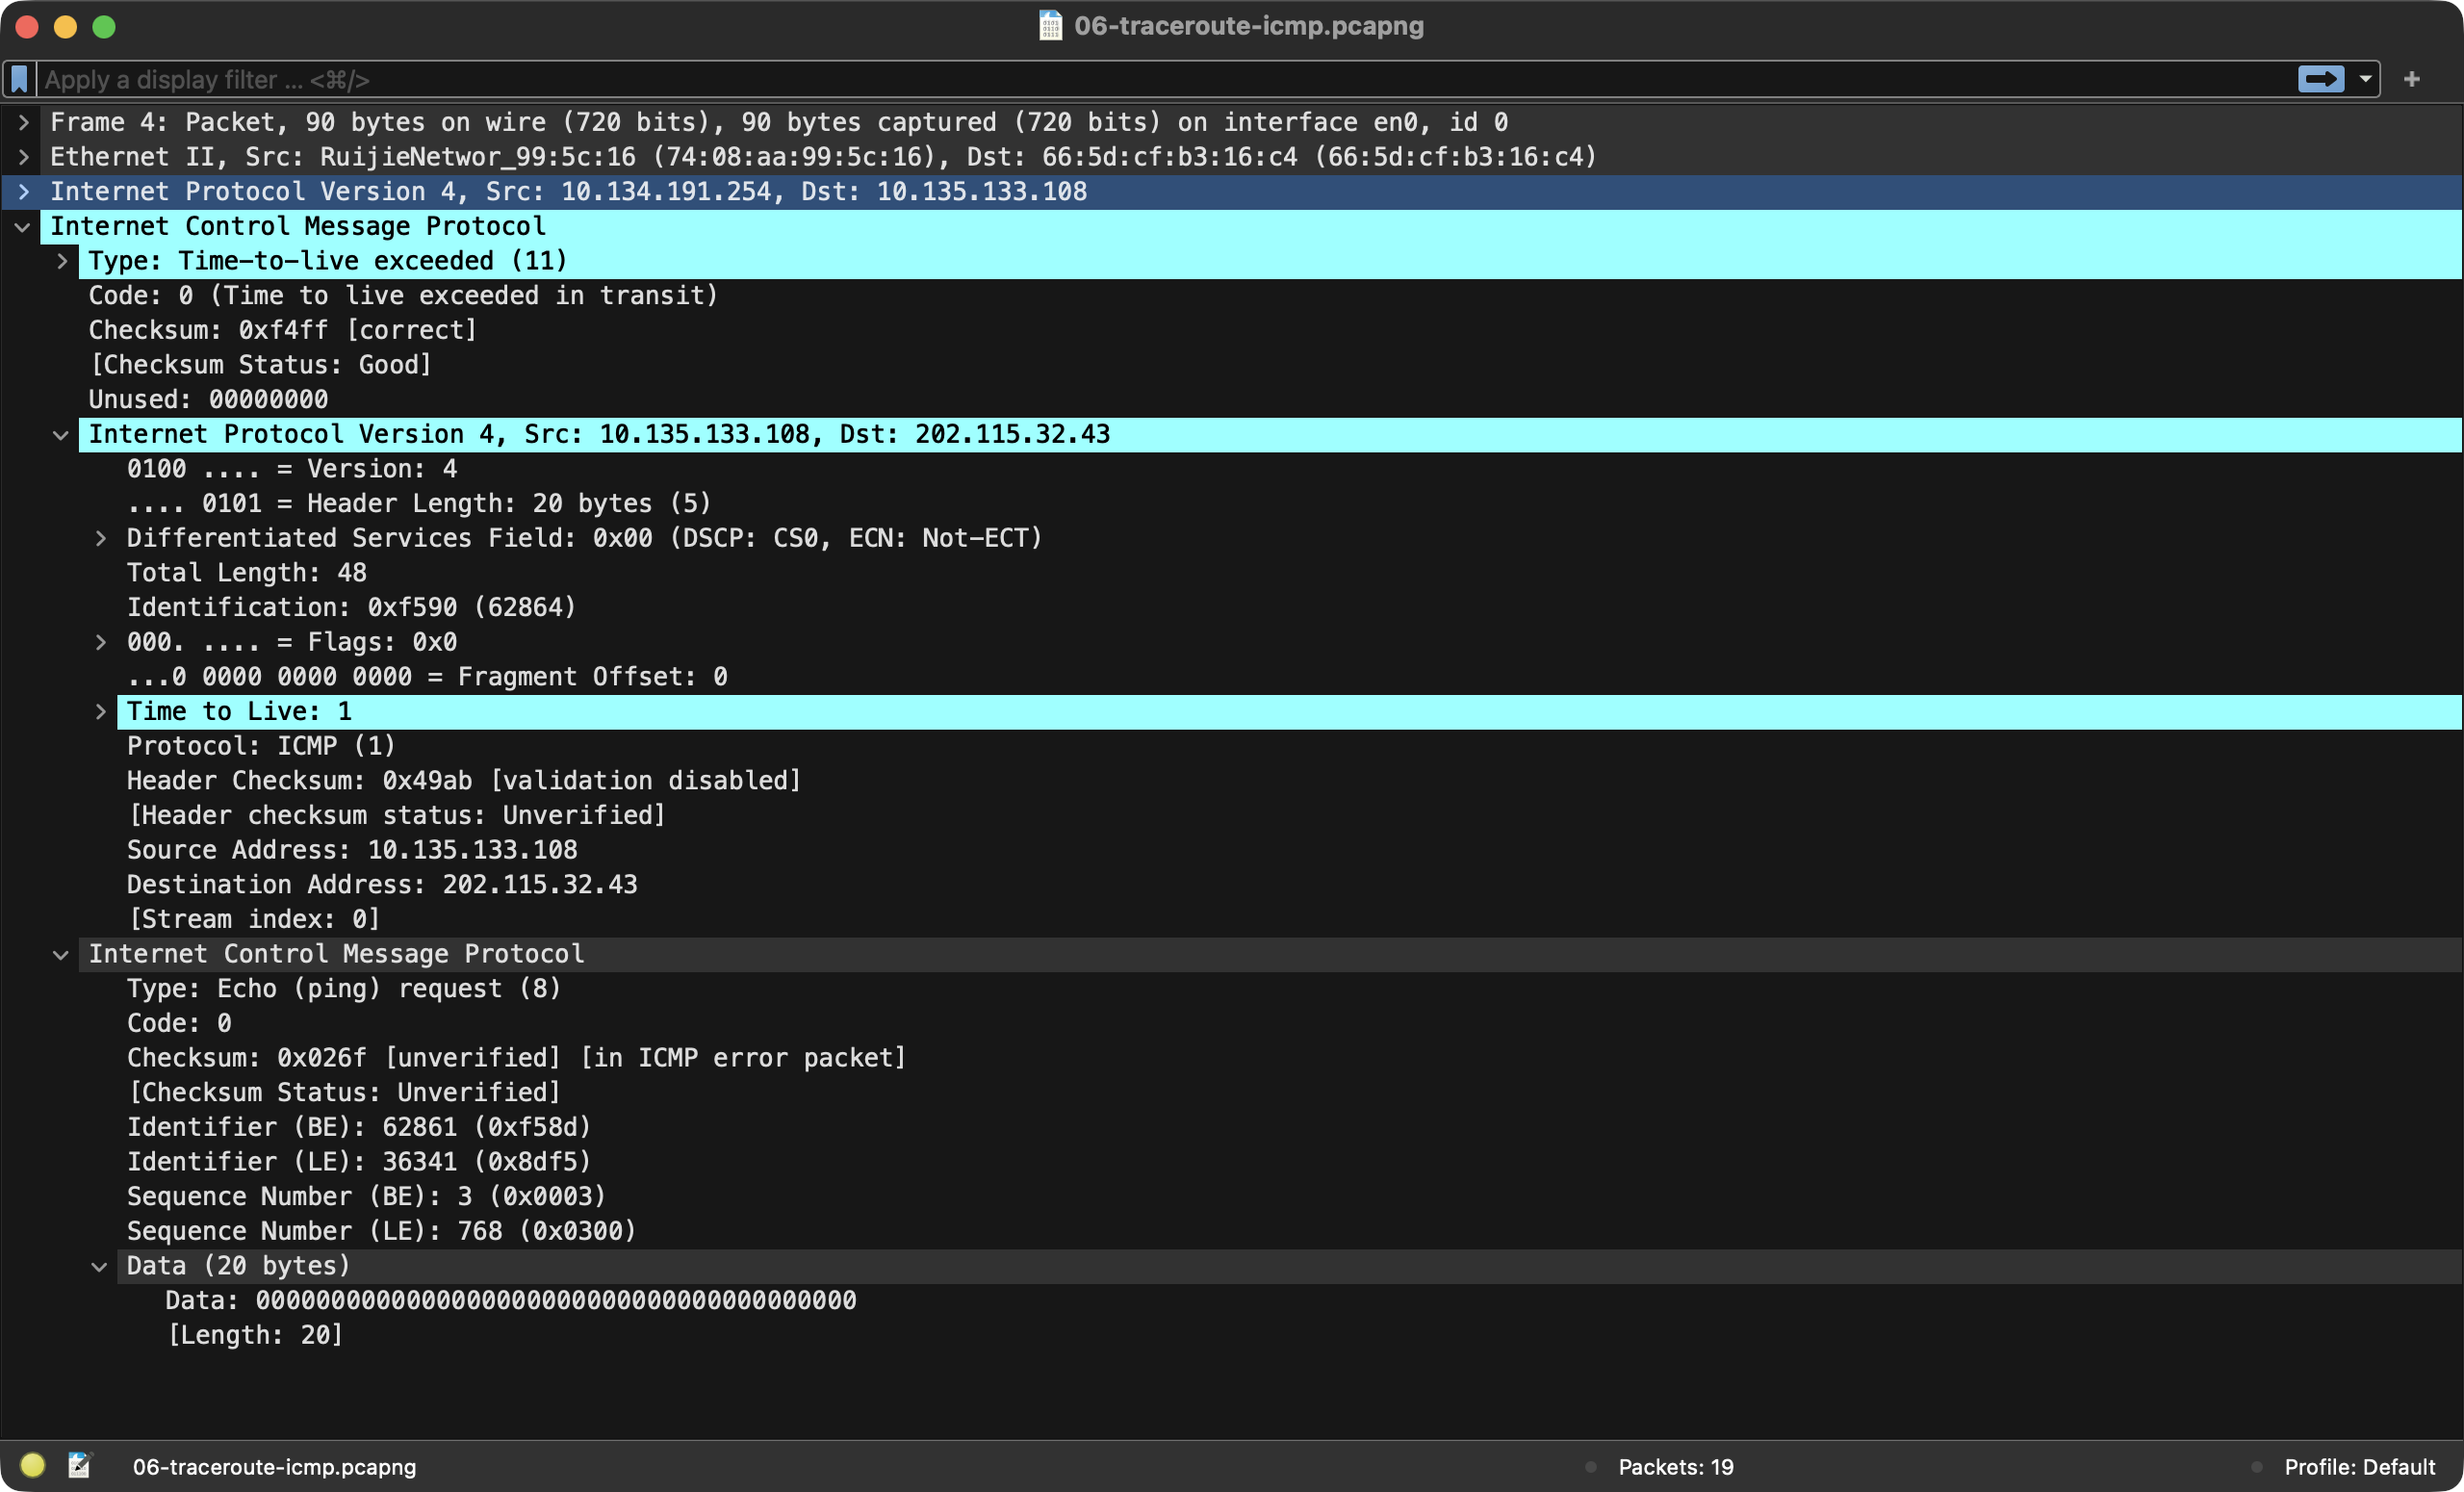 06-traceroute-icmp.pcapng
Apply a display filter ... <⌘/>
Frame 4: Packet, 90 bytes on wire (720 bits), 90 bytes captured (720 bits) on interface en0, id 0
Ethernet II, Src: RuijieNetwor_99:5c:16 (74:08:aa:99:5c:16), Dst: 66:5d:cf:b3:16:c4 (66:5d:cf:b3:16:c4)
Internet Protocol Version 4, Src: 10.134.191.254, Dst: 10.135.133.108
Internet Control Message Protocol
Type: Time-to-live exceeded (11)
Code: 0 (Time to live exceeded in transit)
Checksum: 0xf4ff [correct]
[Checksum Status: Good]
Unused: 00000000
Internet Protocol Version 4, Src: 10.135.133.108, Dst: 202.115.32.43
0100 .... = Version: 4
.... 0101 = Header Length: 20 bytes (5)
Differentiated Services Field: 0x00 (DSCP: CS0, ECN: Not-ECT)
Total Length: 48
Identification: 0xf590 (62864)
000. .... = Flags: 0x0
...0 0000 0000 0000 = Fragment Offset: 0
Time to Live: 1
Protocol: ICMP (1)
Header Checksum: 0x49ab [validation disabled]
[Header checksum status: Unverified]
Source Address: 10.135.133.108
Destination Address: 202.115.32.43
[Stream index: 0]
Internet Control Message Protocol
Type: Echo (ping) request (8)
Code: 0
Checksum: 0x026f [unverified] [in ICMP error packet]
[Checksum Status: Unverified]
Identifier (BE): 62861 (0xf58d)
Identifier (LE): 36341 (0x8df5)
Sequence Number (BE): 3 (0x0003)
Sequence Number (LE): 768 (0x0300)
Data (20 bytes)
Data: 0000000000000000000000000000000000000000
[Length: 20]
06-traceroute-icmp.pcapng
Packets: 19
Profile: Default